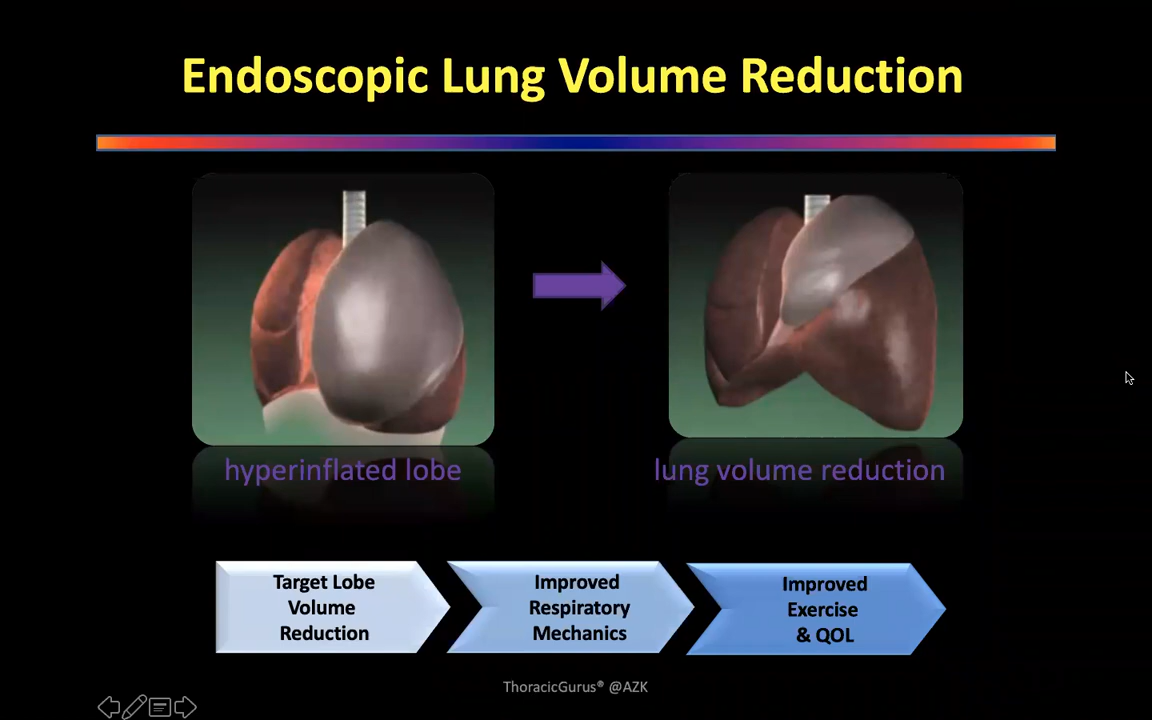 Endoscopic Lung Volume Reduction
hyperinflated lobe
lung volume reduction
Target Lobe
Volume
Reduction
Improved
Respiratory
Mechanics
Improved
Exercise
& QOL
ThoracicGurus® @AZK